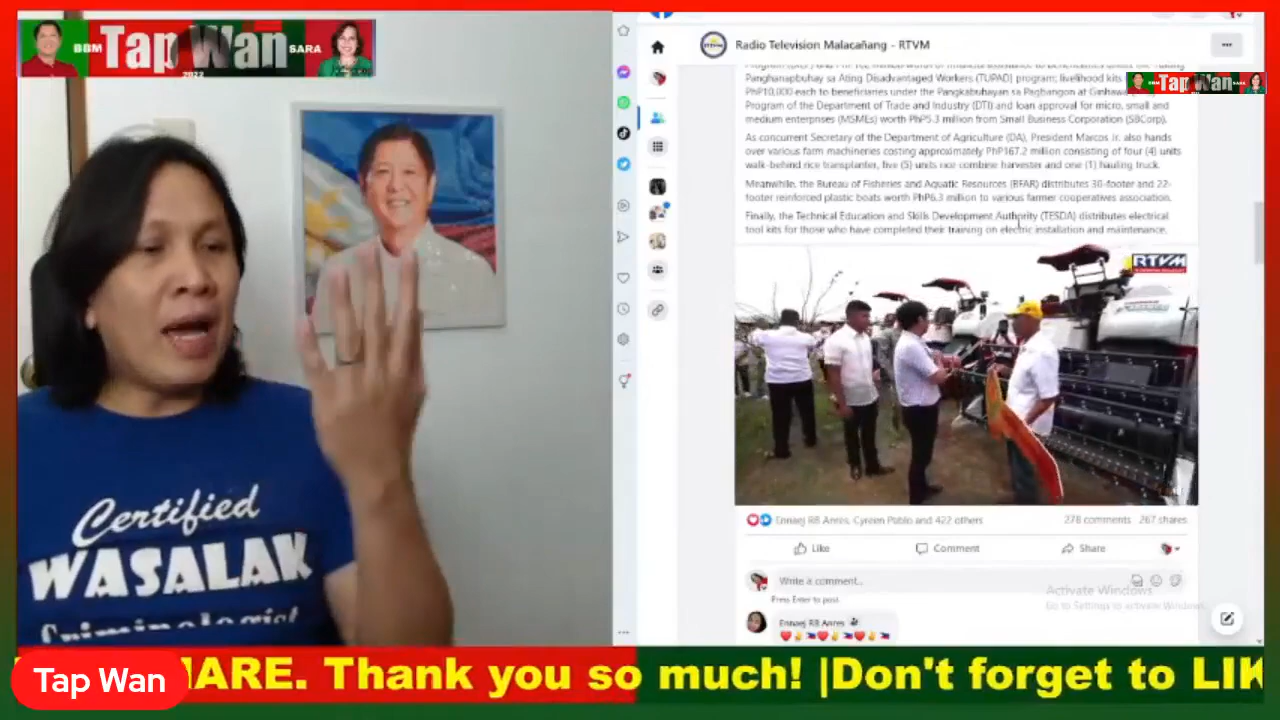 BBM Tap Wan SARA
2022
Certified
WASALAK
Criminologist
Radio Television Malacañang - RTVM
Panghanapbuhay sa Ating Disadvantaged Workers (TUPAD) program; livelihood kits
PhP10,000 each to beneficiaries under the Pangkabuhayan sa Pagbangon at Ginhawa
Program of the Department of Trade and Industry (DTI) and loan approval for micro, small and
medium enterprises (MSMEs) worth PhP5.3 million from Small Business Corporation (SBCorp).
As concurrent Secretary of the Department of Agriculture (DA), President Marcos Jr. also hands
over various farm machineries costing approximately PhP167.2 million consisting of four (4) units
walk-behind rice transplanter, five (5) units rice combine harvester and one (1) hauling truck.
Meanwhile, the Bureau of Fisheries and Aquatic Resources (BFAR) distributes 30-footer and 22-
footer reinforced plastic boats worth PhP6.3 million to various farmer cooperatives association.
Finally, the Technical Education and Skills Development Authority (TESDA) distributes electrical
tool kits for those who have completed their training on electric installation and maintenance.
Tap Wan
RTVM
Ennaej RB Anres, Cyreen Pablo and 422 others
278 comments 267 shares
Like Comment Share
Write a comment...
Press Enter to post.
Activate Windows
Go to Settings to activate Windows.
Ennaej RB Anres
Tap Wan
HARE. Thank you so much! |Don't forget to LIK